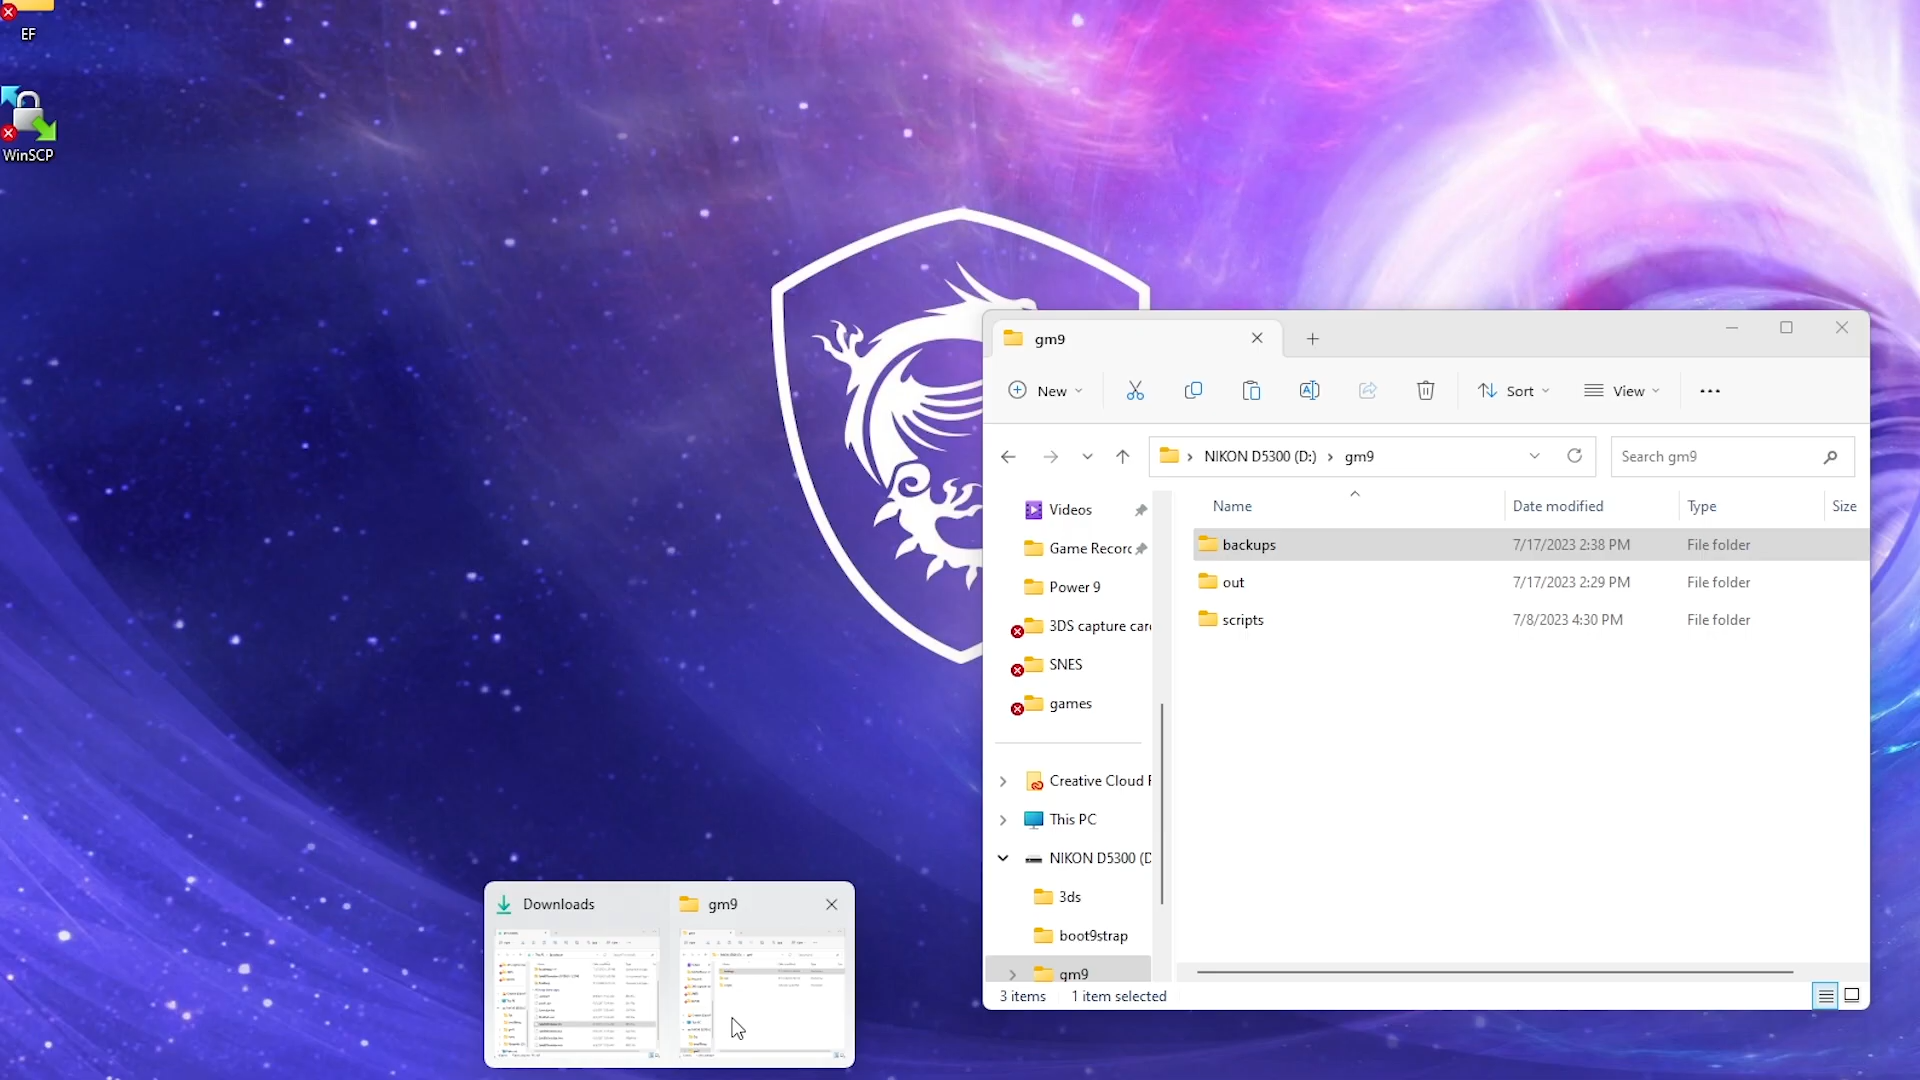 EF
WinSCP
gm9
New
Sort
View
NIKON D5300 (D:)
gm9
Search gm9
Name
Date modified
Type
Size
Videos
Game Recorc
Power 9
3DS capture car
SNES
games
Creative Cloud F
This PC
NIKON D5300 (D
3ds
boot9strap
gm9
backups
7/17/2023 2:38 PM
File folder
out
7/17/2023 2:29 PM
File folder
scripts
7/8/2023 4:30 PM
File folder
3 items
1 item selected
Downloads
gm9